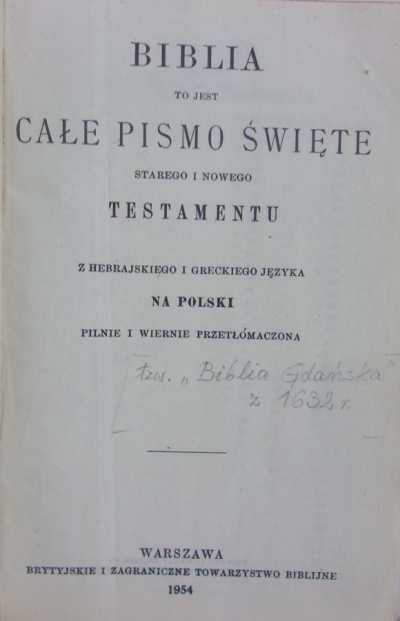 BIBLIA
TO JEST
CAŁE PISMO ŚWIĘTE
STAREGO I NOWEGO
TESTAMENTU
Z HEBRAJSKIEGO I GRECKIEGO JĘZYKA
NA POLSKI
PILNIE I WIERNIE PRZETŁÓMACZONA
[tzw. „Biblia Gdańska”
z 1632 r.]
WARSZAWA
BRYTYJSKIE I ZAGRANICZNE TOWARZYSTWO BIBLIJNE
1954